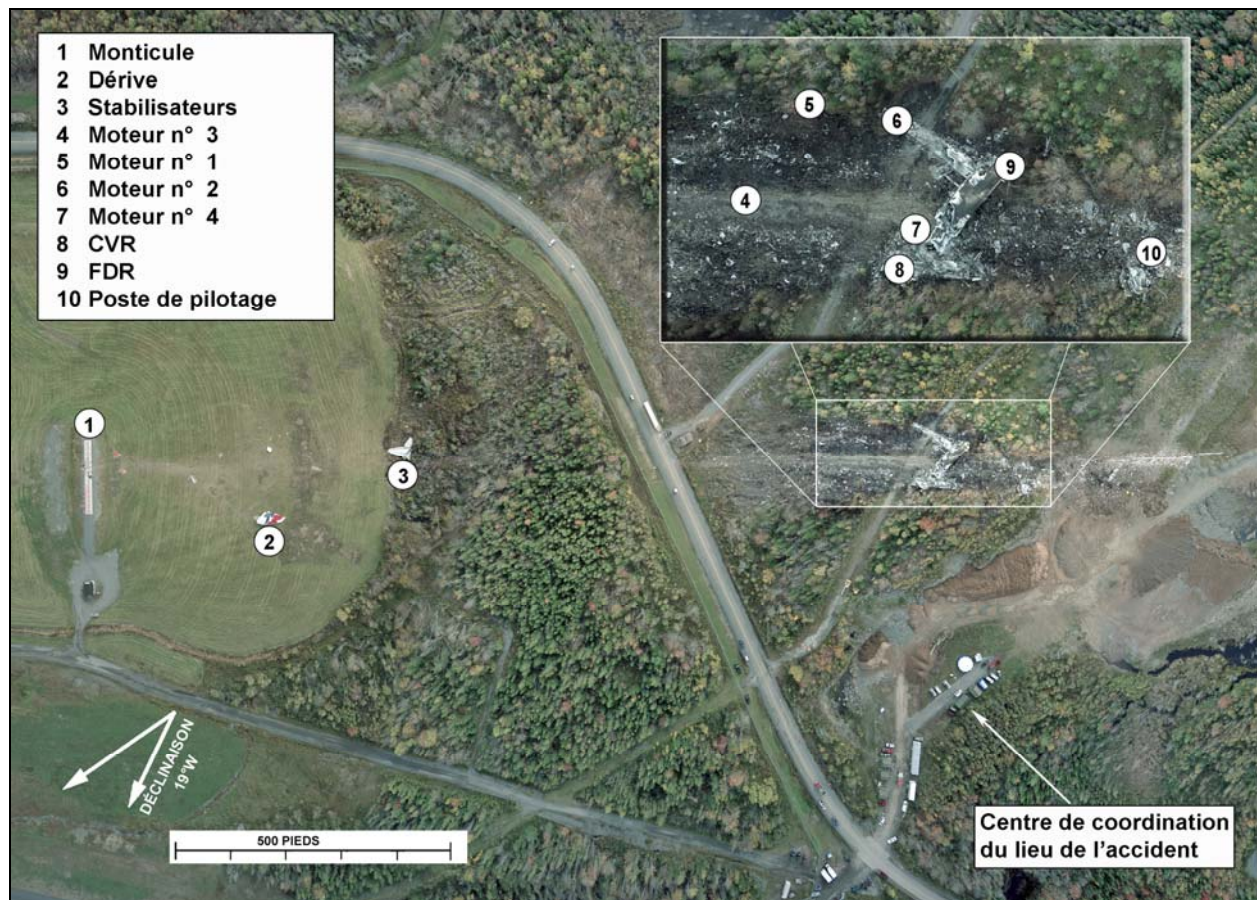 1 Monticule
2 Dérive
3 Stabilisateurs
4 Moteur n° 3
5 Moteur n° 1
6 Moteur n° 2
7 Moteur n° 4
8 CVR
9 FDR
10 Poste de pilotage
5
6
9
4
7
8
10
1
3
2
DÉCLINAISON
19°W
500 PIEDS
Centre de coordination
du lieu de l'accident